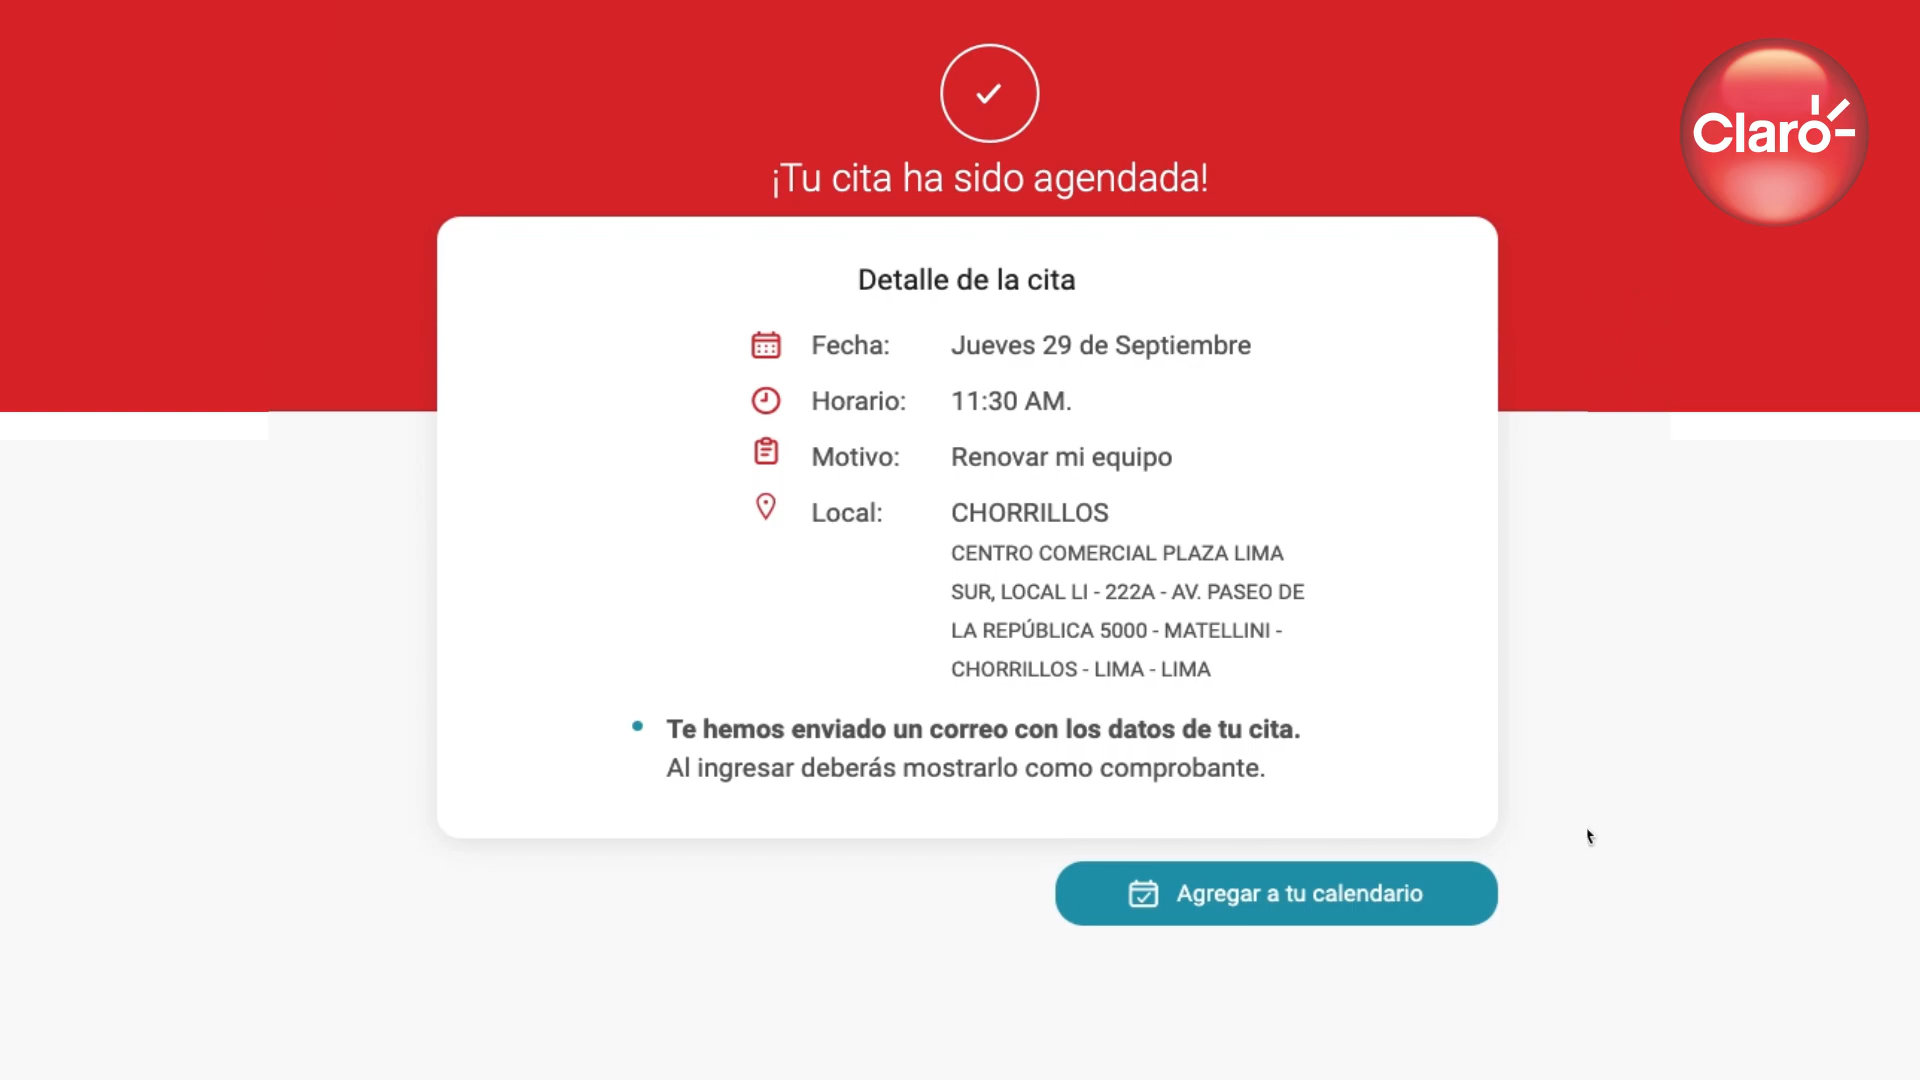 Claro
¡Tu cita ha sido agendada!
Detalle de la cita
Fecha: Jueves 29 de Septiembre
Horario: 11:30 AM.
Motivo: Renovar mi equipo
Local: CHORRILLOS
CENTRO COMERCIAL PLAZA LIMA
SUR, LOCAL LI - 222A - AV. PASEO DE
LA REPÚBLICA 5000 - MATELLINI -
CHORRILLOS - LIMA - LIMA
Te hemos enviado un correo con los datos de tu cita.
Al ingresar deberás mostrarlo como comprobante.
Agregar a tu calendario